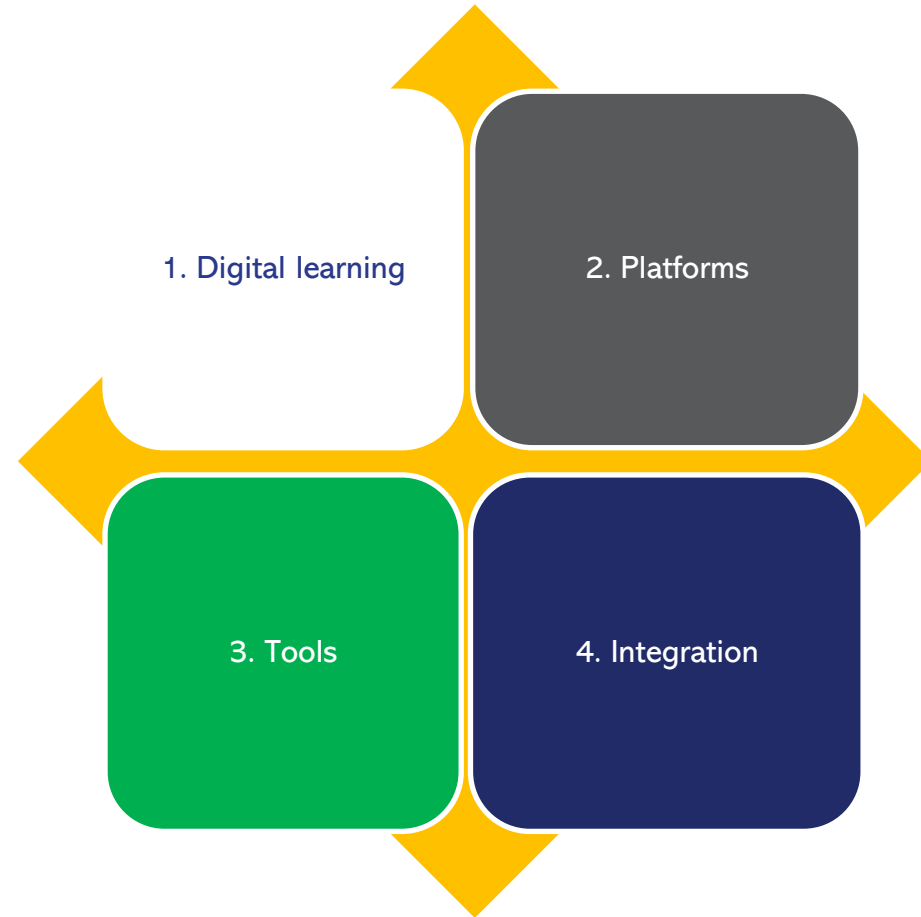 1. Digital learning
2. Platforms
3. Tools
4. Integration